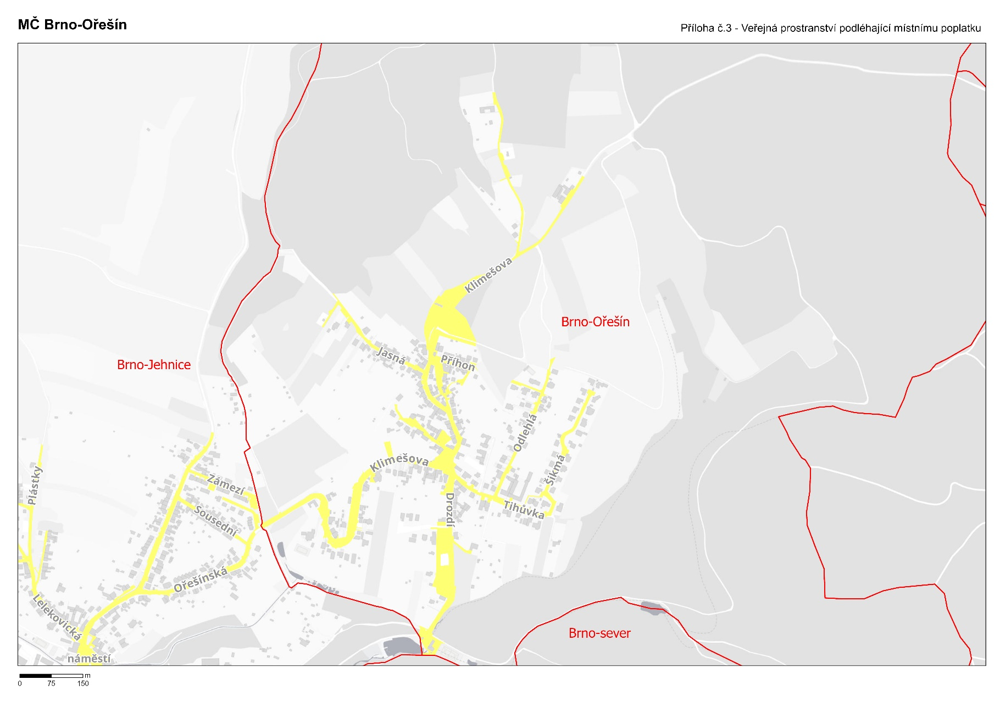 MČ Brno-Ořešín
Příloha č.3 - Veřejná prostranství podléhající místnímu poplatku
Klimešova
Brno-Ořešín
Jasná
Příhon
Brno-Jehnice
Odlehlá
Klimešova
Šikmá
Plástky
Zámezí
Drozdí
Tihůvka
Sousední
Ořešínská
Lelekovická
Brno-sever
náměstí
m
0 75 150